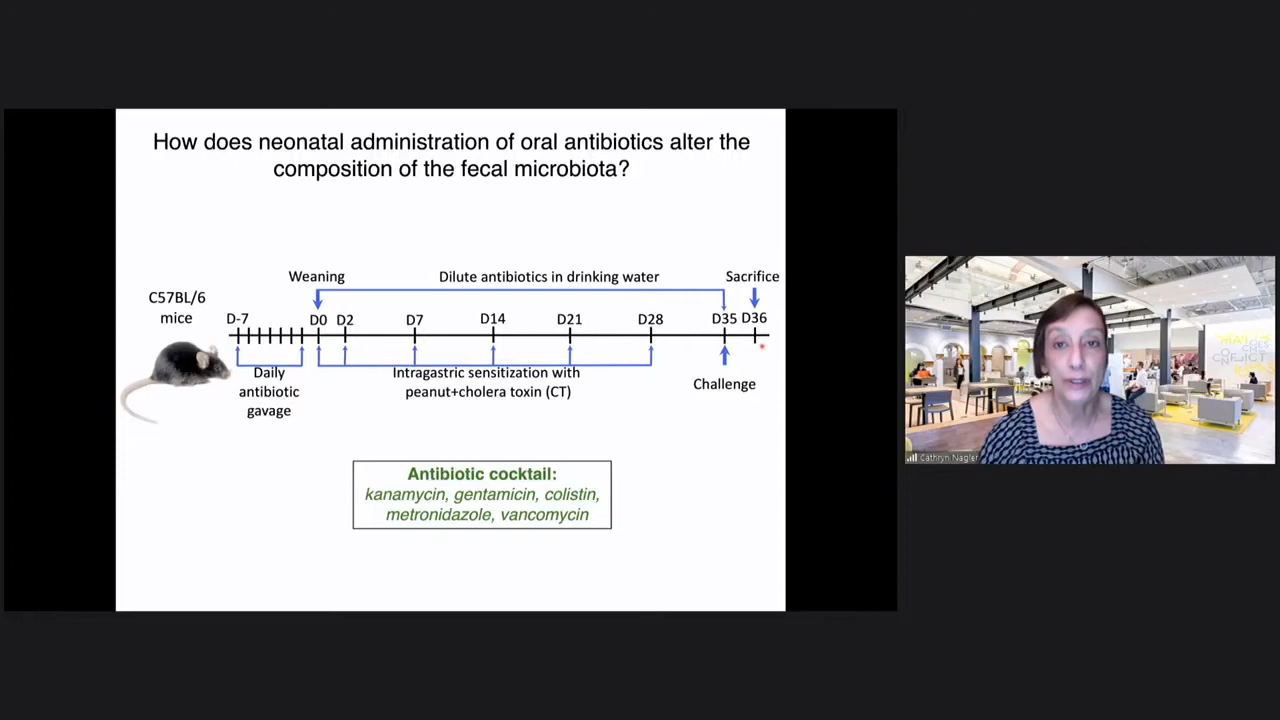 How does neonatal administration of oral antibiotics alter the
composition of the fecal microbiota?
Weaning
Dilute antibiotics in drinking water
Sacrifice
C57BL/6
mice
D-7
D0
D2
D7
D14
D21
D28
D35
D36
Daily
antibiotic
gavage
Intragastric sensitization with
peanut+cholera toxin (CT)
Challenge
Antibiotic cocktail:
kanamycin, gentamicin, colistin,
metronidazole, vancomycin
Cathryn Nagler